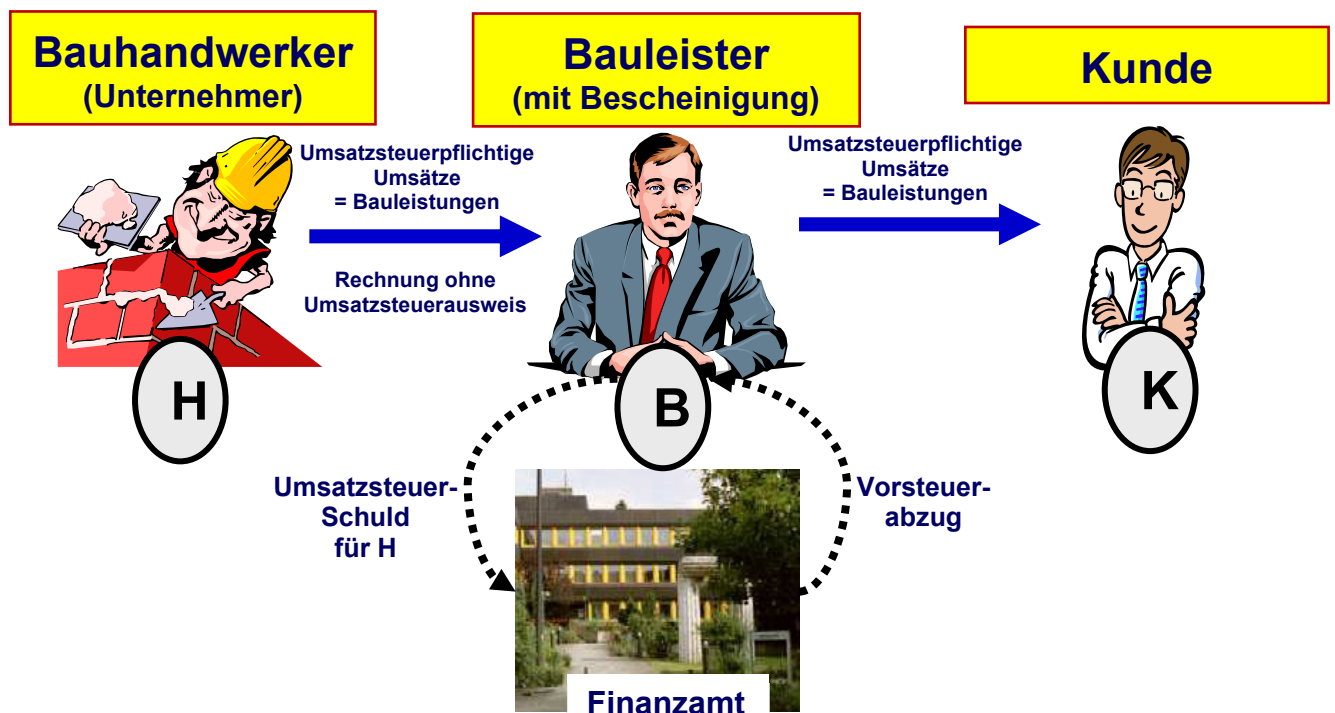 Bauhandwerker
(Unternehmer)
Bauleister
(mit Bescheinigung)
Kunde
Umsatzsteuerpflichtige
Umsätze
= Bauleistungen
Rechnung ohne
Umsatzsteuerausweis
Umsatzsteuerpflichtige
Umsätze
= Bauleistungen
H
B
K
Umsatzsteuer-
Schuld
für H
Vorsteuer-
abzug
Finanzamt